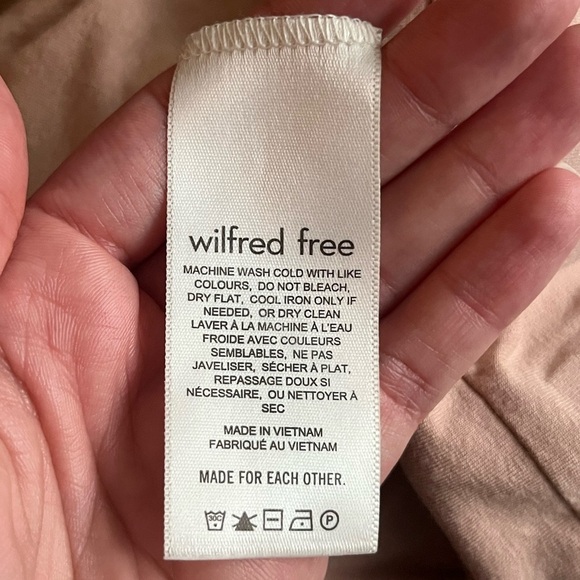 wilfred free
MACHINE WASH COLD WITH LIKE
COLOURS, DO NOT BLEACH,
DRY FLAT, COOL IRON ONLY IF
NEEDED, OR DRY CLEAN
LAVER À LA MACHINE À L'EAU
FROIDE AVEC COULEURS
SEMBLABLES, NE PAS
JAVELISER, SÉCHER À PLAT,
REPASSAGE DOUX SI
NÉCESSAIRE, OU NETTOYER À
SEC
MADE IN VIETNAM
FABRIQUÉ AU VIETNAM
MADE FOR EACH OTHER.
30C P